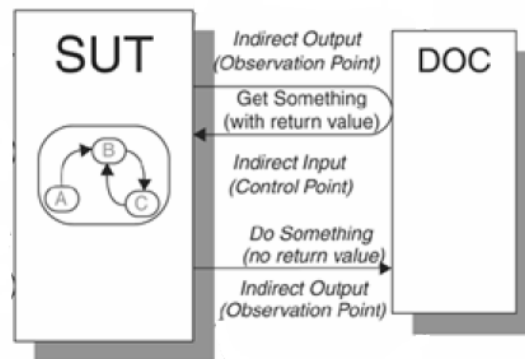 SUT
Indirect Output
(Observation Point)
DOC
Get Something
(with return value)
B
A
C
Indirect Input
(Control Point)
Do Something
(no return value)
Indirect Output
(Observation Point)